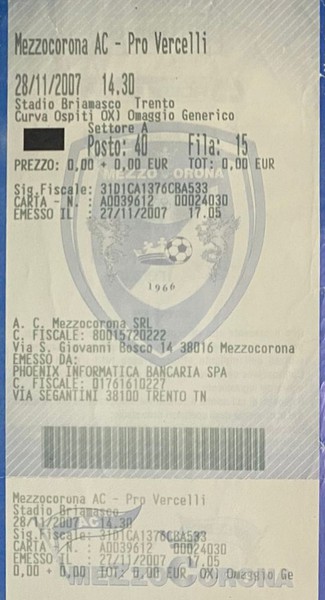 Mezzocorona AC - Pro Vercelli
28/11/2007 14.30
Stadio Briamasco Trento
Curva Ospiti OX) Omaggio Generico
Settore A
Posto: 40 Fila: 15
PREZZO: 0,00 + 0,00 EUR TOT: 0,00 EUR
MEZZOCORONA
Sig.Fiscale: 31D1CA1376CBA533
CARTA - N. : A0D39612 00024030
EMESSO IL : 27/11/2007 17.05
1966
A. C. Mezzocorona SRL
C. FISCALE: 80015720222
Via S. Giovanni Bosco 14 38016 Mezzocorona
EMESSO DA:
PHOENIX INFORMATICA BANCARIA SPA
C. FISCALE: 01761610227
VIA SEGANTINI 38100 TRENTO TN
Mezzocorona AC - Pro Vercelli
Stadio Briamasco
AC
28/11/2007 14.30
Sig.Fiscale: 31D1CA1376CBA533
CARTA - N. : A0D39612 00024030
EMESSO IL : 27/11/2007 17.05
0,00 + 0,00 TOT: 0,00 EUR OX) Omaggio Ge
MEZZOCORONA